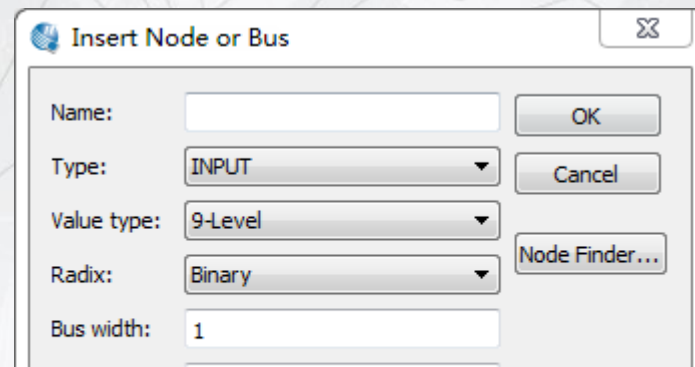 Insert Node or Bus
Name:
OK
Type: INPUT
Cancel
Value type: 9-Level
Node Finder...
Radix: Binary
Bus width: 1